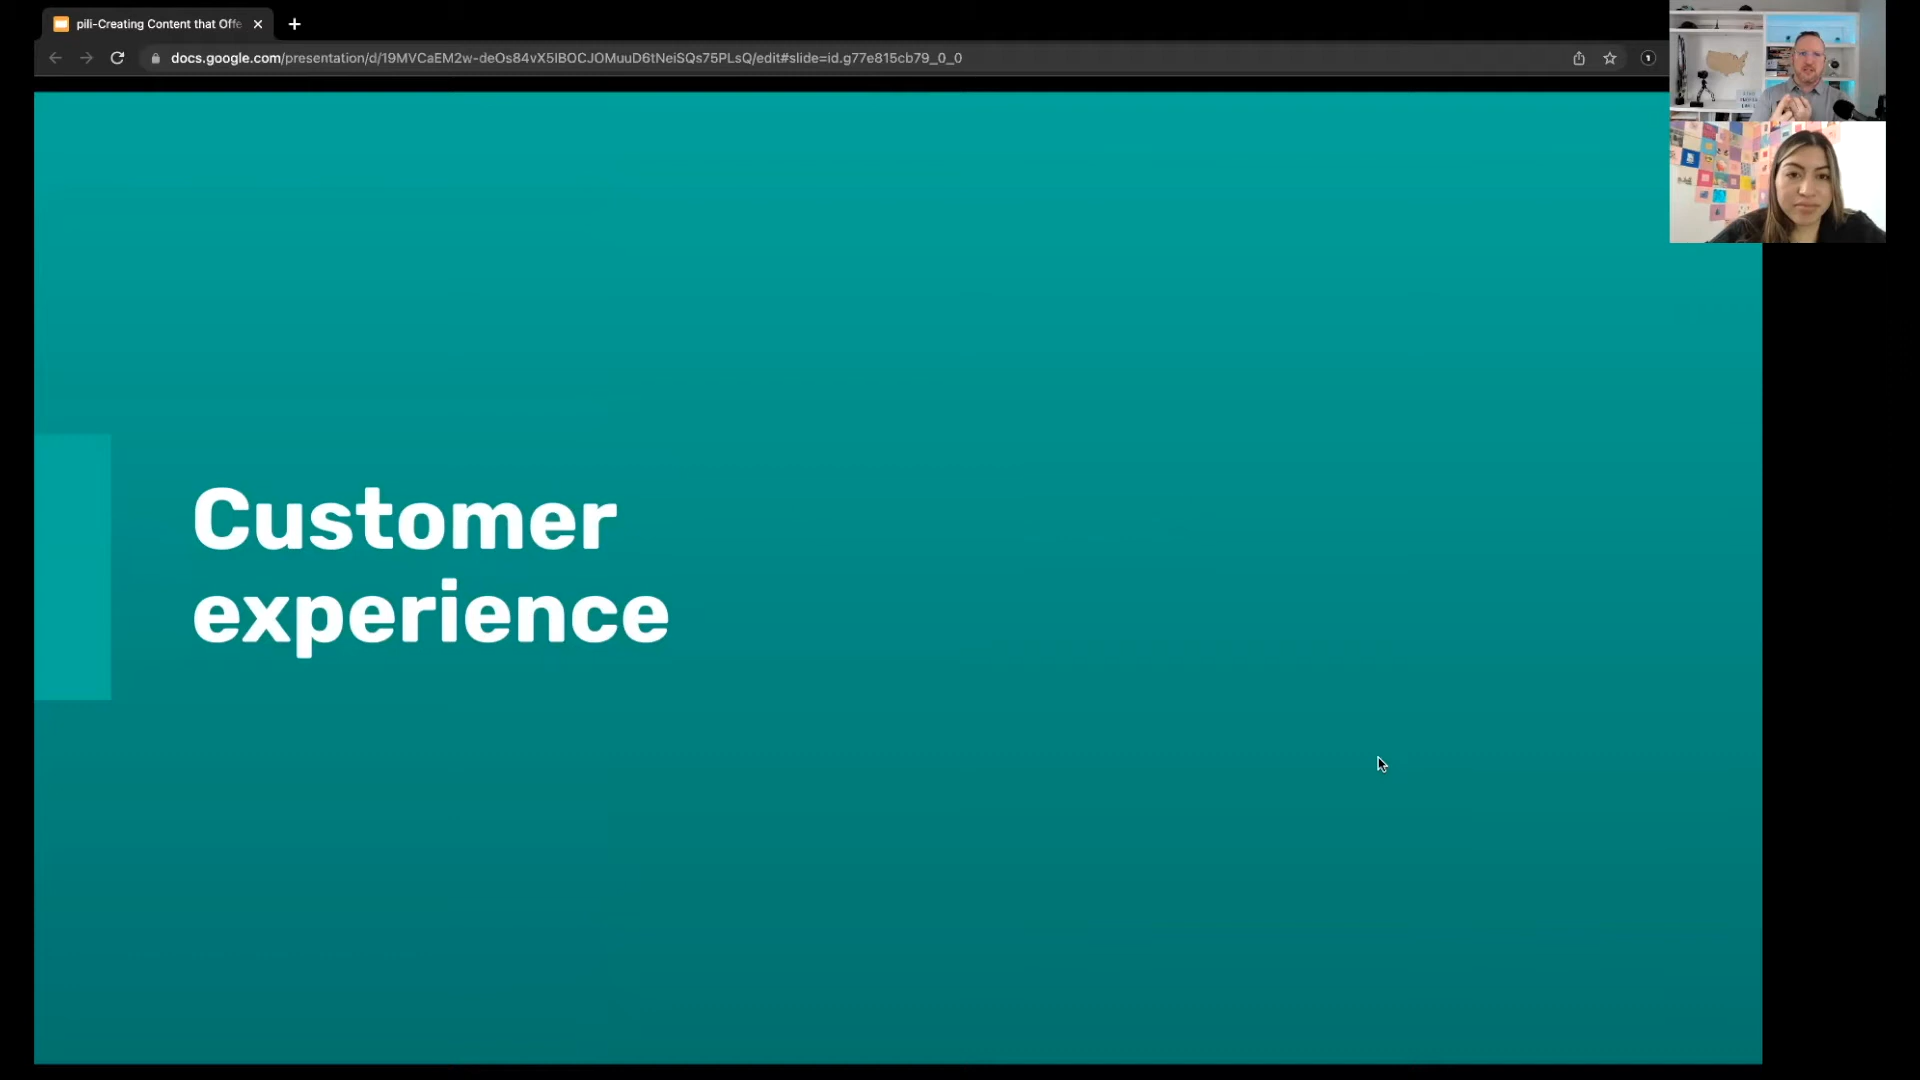 pili-Creating Content that Offe
docs.google.com/presentation/d/19MVCaEM2w-deOs84vX5IBOCJOMuuD6tNeiSQs75PLsQ/edit#slide=id.g77e815cb79_0_0
Customer
experience